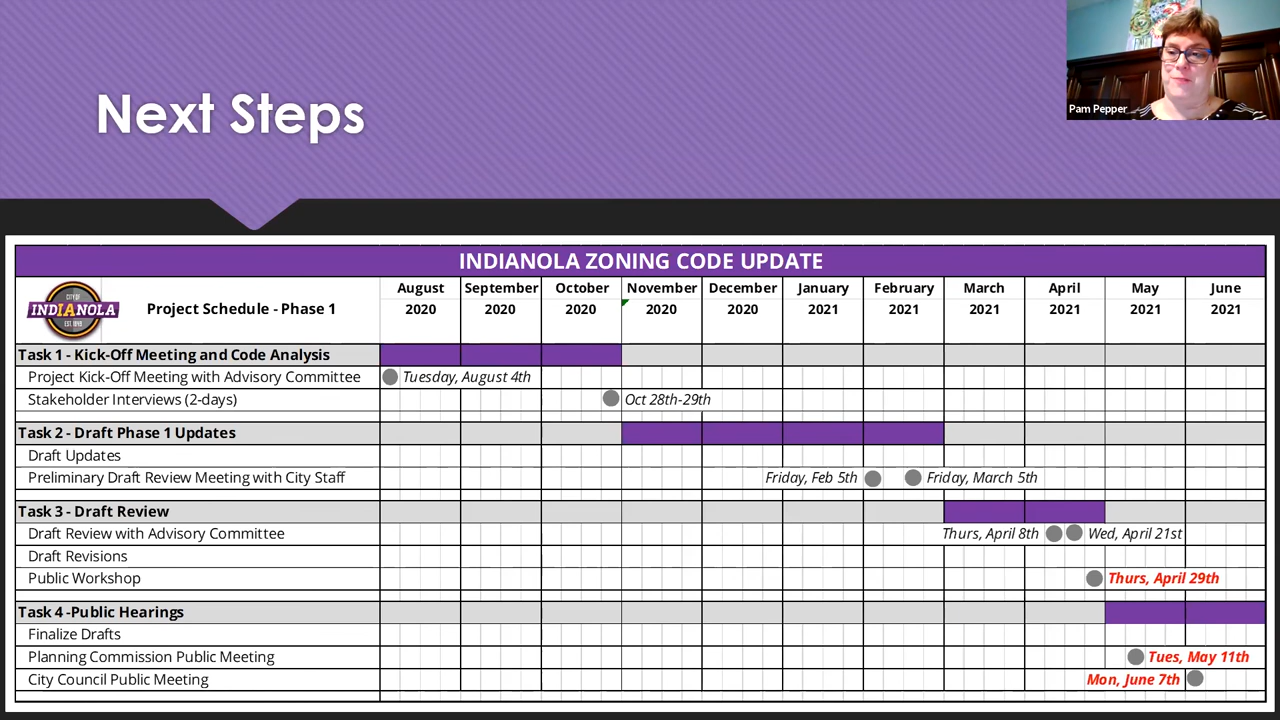 Next Steps
Pam Pepper
INDIANOLA ZONING CODE UPDATE
August September October November December January February March April May June
CITY OF
INDIANOLA
Project Schedule - Phase 1
2020 2020 2020 2020 2020 2021 2021 2021 2021 2021 2021
Task 1 - Kick-Off Meeting and Code Analysis
Project Kick-Off Meeting with Advisory Committee Tuesday, August 4th
Stakeholder Interviews (2-days) Oct 28th-29th
Task 2 - Draft Phase 1 Updates
Draft Updates
Preliminary Draft Review Meeting with City Staff Friday, Feb 5th Friday, March 5th
Task 3 - Draft Review
Draft Review with Advisory Committee Thurs, April 8th Wed, April 21st
Draft Revisions
Public Workshop Thurs, April 29th
Task 4 -Public Hearings
Finalize Drafts
Planning Commission Public Meeting Tues, May 11th
City Council Public Meeting Mon, June 7th